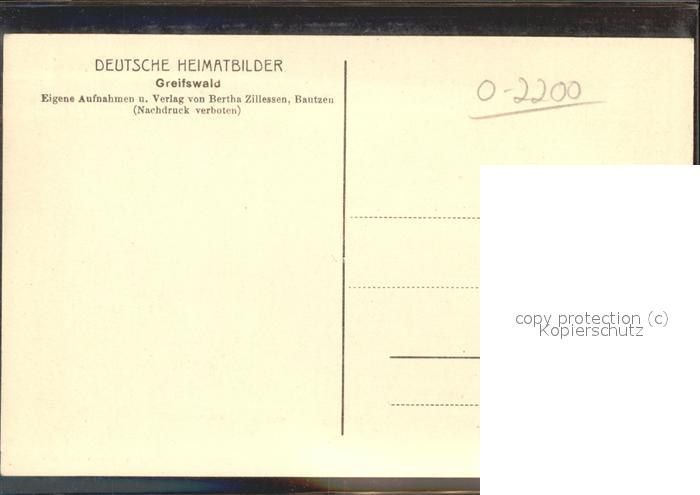 DEUTSCHE HEIMATBILDER
Greifswald
Eigene Aufnahmen u. Verlag von Bertha Zillessen, Bautzen
(Nachdruck verboten)
O-2200
copy protection (c)
Kopierschutz